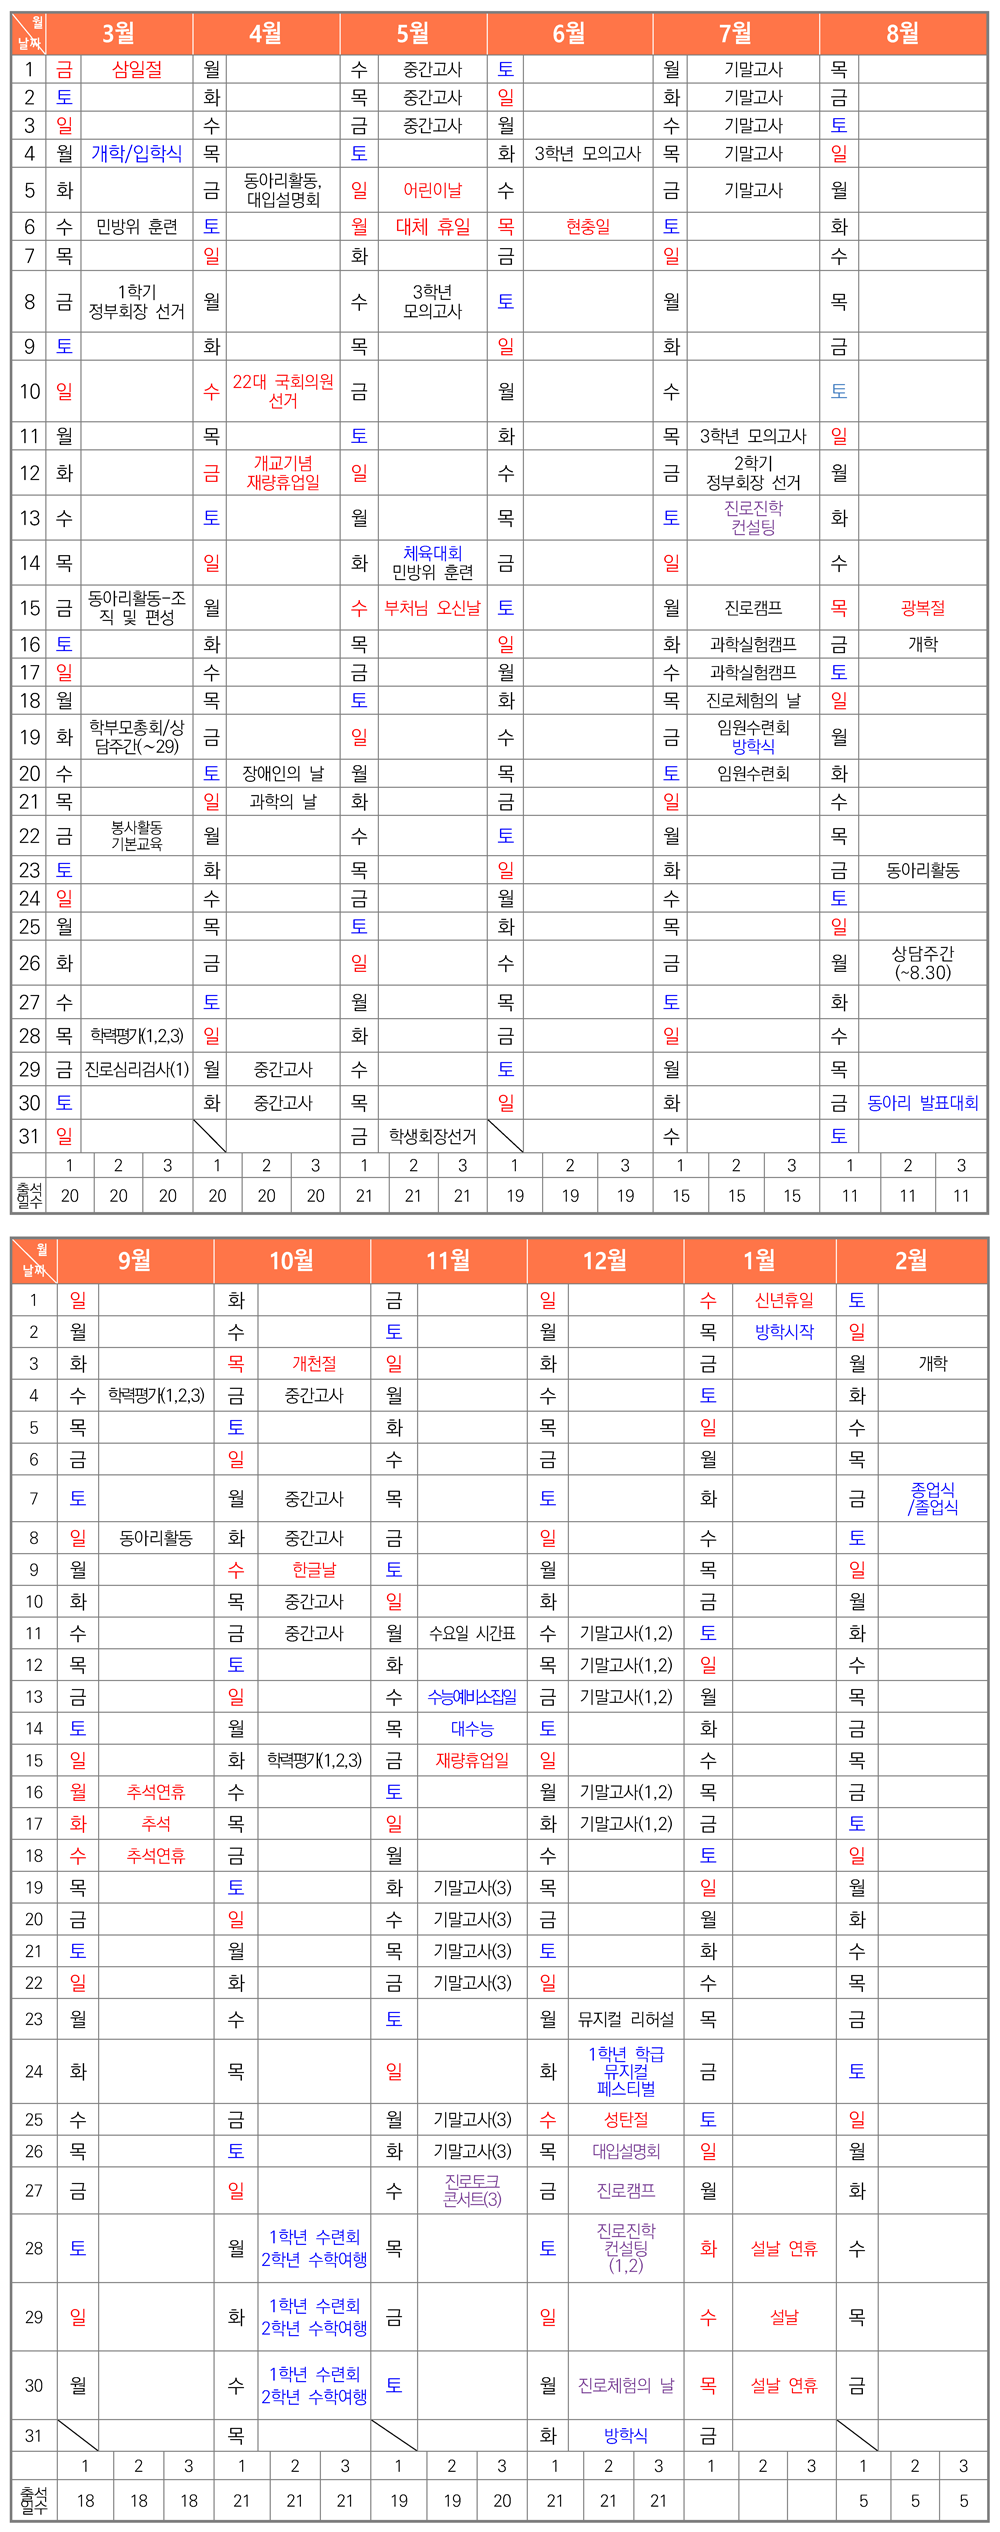 월
날짜 3월 4월 5월 6월 7월 8월
1 금 삼일절 월 수 중간고사 토 월 기말고사 목
2 토 화 목 중간고사 일 화 기말고사 금
3 일 수 금 중간고사 월 수 기말고사 토
4 월 개학/입학식 목 토 화 3학년 모의고사 목 기말고사 일
5 화 금 동아리활동, 일 어린이날 수 금 기말고사 월
대입설명회
6 수 민방위 훈련 토 월 대체 휴일 목 현충일 토 화
7 목 일 화 금 일 수
8 금 1학기 월 수 3학년 토 월 목
정부회장 선거 모의고사
9 토 화 목 일 화 금
10 일 수 22대 국회의원 금 월 수 토
선거
11 월 목 토 화 목 3학년 모의고사 일
12 화 금 개교기념 일 수 금 2학기 월
재량휴업일 정부회장 선거
13 수 토 월 목 토 진로진학 화
컨설팅
14 목 일 화 체육대회 금 일 수
민방위 훈련
15 금 동아리활동-조 월 수 부처님 오신날 토 월 진로캠프 목 광복절
직 및 편성
16 토 화 목 일 화 과학실험캠프 금 개학
17 일 수 금 월 수 과학실험캠프 토
18 월 목 토 화 목 진로체험의 날 일
19 화 학부모총회/상 금 일 수 금 임원수련회 월
담주간(~29) 방학식
20 수 토 장애인의 날 월 목 토 임원수련회 화
21 목 일 과학의 날 화 금 일 수
22 금 봉사활동 월 수 토 월 목
기본교육
23 토 화 목 일 화 금 동아리활동
24 일 수 금 월 수 토
25 월 목 토 화 목 일
26 화 금 일 수 금 월 상담주간
(~8.30)
27 수 토 월 목 토 화
28 목 학력평가(1,2,3) 일 화 금 일 수
29 금 진로심리검사(1) 월 중간고사 수 토 월 목
30 토 화 중간고사 목 일 화 금 동아리 발표대회
31 일 금 학생회장선거 수 토
1 2 3 1 2 3 1 2 3 1 2 3 1 2 3 1 2 3
출석
일수 20 20 20 20 20 20 21 21 21 19 19 19 15 15 15 11 11 11
월
날짜 9월 10월 11월 12월 1월 2월
1 일 화 금 일 수 신년휴일 토
2 월 수 토 월 목 방학시작 일
3 화 목 개천절 일 화 금 월 개학
4 수 학력평가(1,2,3) 금 중간고사 월 수 토 화
5 목 토 화 목 일 수
6 금 일 수 금 월 목
7 토 월 중간고사 목 토 화 금 종업식
/졸업식
8 일 동아리활동 화 중간고사 금 일 수 토
9 월 수 한글날 토 월 목 일
10 화 목 중간고사 일 화 금 월
11 수 금 중간고사 월 수요일 시간표 수 기말고사(1,2) 토 화
12 목 토 화 목 기말고사(1,2) 일 수
13 금 일 수 수능예비소집일 금 기말고사(1,2) 월 목
14 토 월 목 대수능 토 화 금
15 일 화 학력평가(1,2,3) 금 재량휴업일 일 수 목
16 월 추석연휴 수 토 월 기말고사(1,2) 목 금
17 화 추석 목 일 화 기말고사(1,2) 금 토
18 수 추석연휴 금 월 수 토 일
19 목 토 화 기말고사(3) 목 일 월
20 금 일 수 기말고사(3) 금 월 화
21 토 월 목 기말고사(3) 토 화 수
22 일 화 금 기말고사(3) 일 수 목
23 월 수 토 월 뮤지컬 리허설 목 금
24 화 목 일 화 1학년 학급 금 토
뮤지컬
페스티벌
25 수 금 월 기말고사(3) 수 성탄절 토 일
26 목 토 화 기말고사(3) 목 대입설명회 일 월
27 금 일 수 진로토크 금 진로캠프 월 화
콘서트(3)
28 토 월 1학년 수련회 목 토 진로진학 화 설날 연휴 수
2학년 수학여행 컨설팅
(1,2)
29 일 화 1학년 수련회 금 일 수 설날 목
2학년 수학여행
30 월 수 1학년 수련회 토 월 진로체험의 날 목 설날 연휴 금
2학년 수학여행
31 목 화 방학식 금
1 2 3 1 2 3 1 2 3 1 2 3 1 2 3 1 2 3
출석
일수 18 18 18 21 21 21 19 19 20 21 21 21 5 5 5